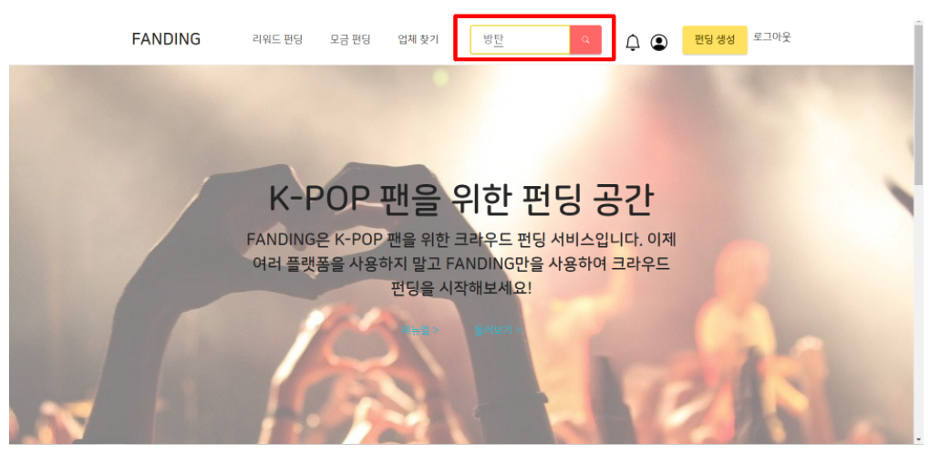 FANDING 리워드 펀딩 모금 펀딩 업체 찾기 방탄 펀딩 생성 로그아웃
K-POP 팬을 위한 펀딩 공간
FANDING은 K-POP 팬을 위한 크라우드 펀딩 서비스입니다. 이제
여러 플랫폼을 사용하지 말고 FANDING만을 사용하여 크라우드
펀딩을 시작해보세요!
메뉴얼 > 둘러보기 >